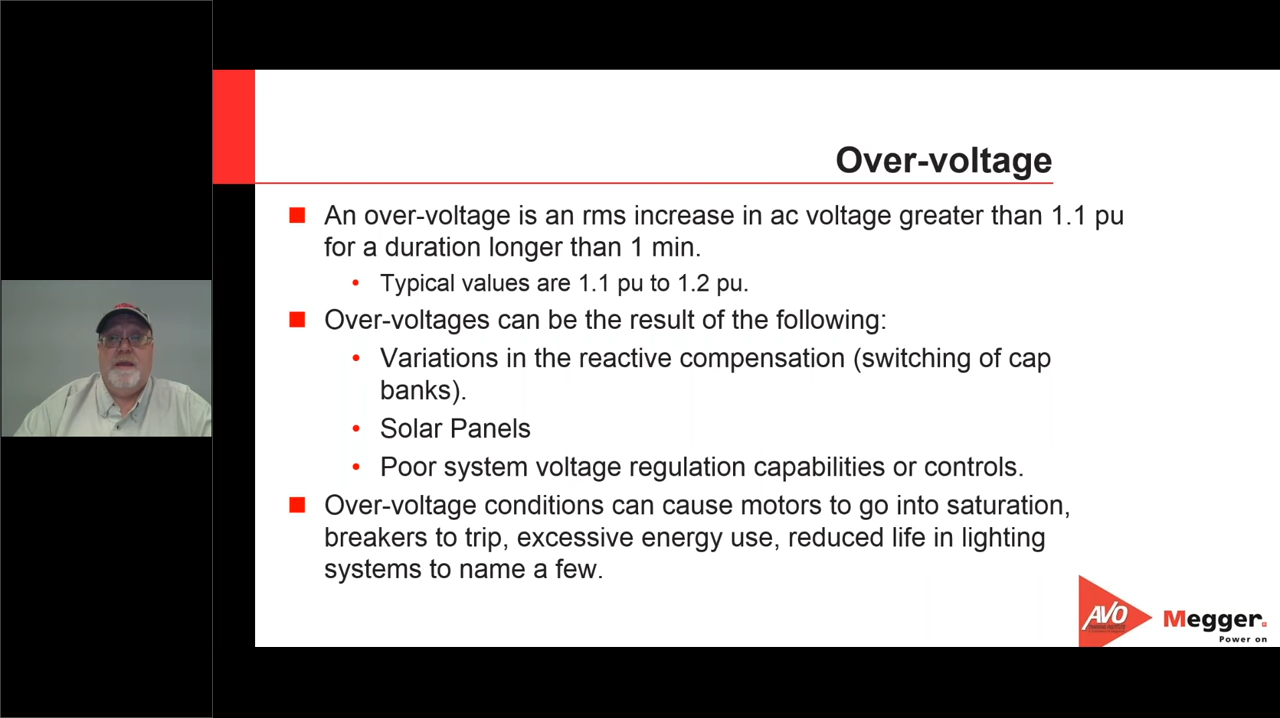 Over-voltage
An over-voltage is an rms increase in ac voltage greater than 1.1 pu
for a duration longer than 1 min.
Typical values are 1.1 pu to 1.2 pu.
Over-voltages can be the result of the following:
Variations in the reactive compensation (switching of cap
banks).
Solar Panels
Poor system voltage regulation capabilities or controls.
Over-voltage conditions can cause motors to go into saturation,
breakers to trip, excessive energy use, reduced life in lighting
systems to name a few.
AVO
Megger.
Power on